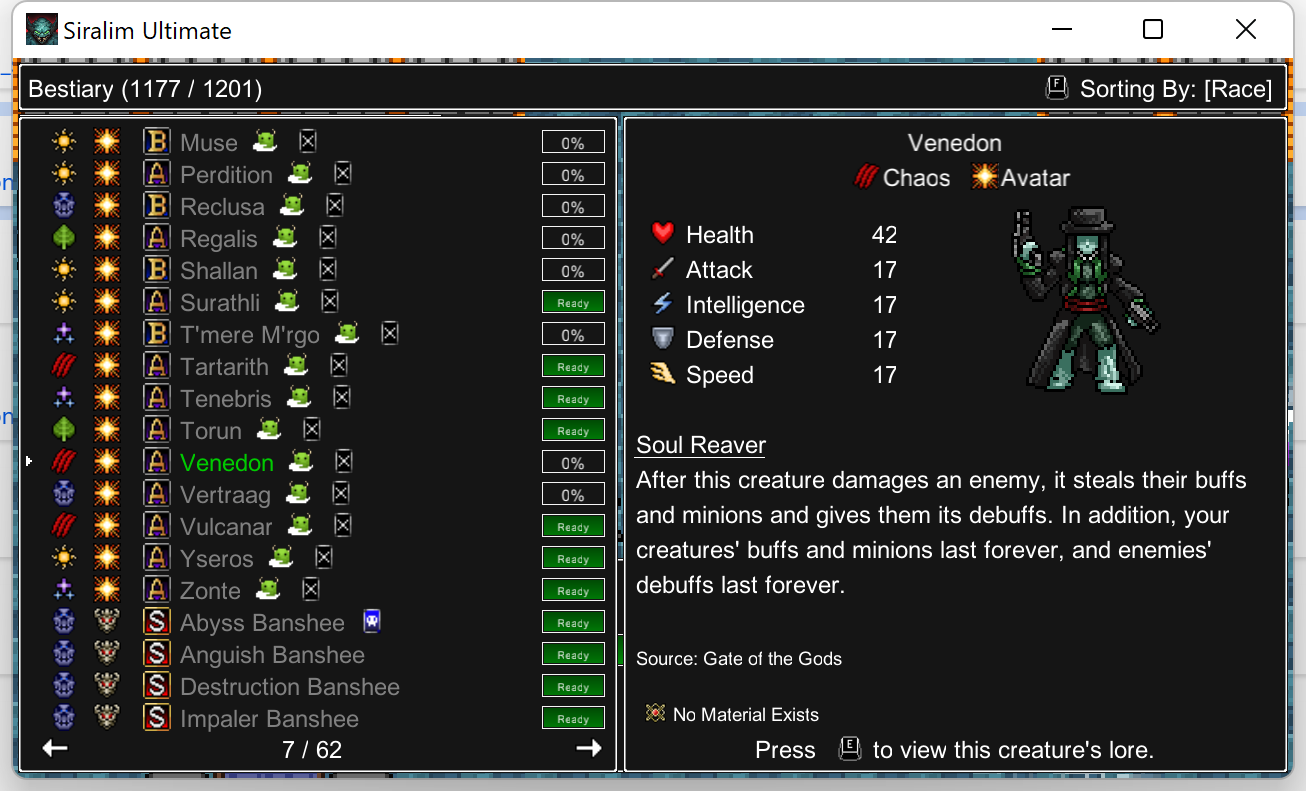 Siralim Ultimate
Bestiary (1177 / 1201)
F Sorting By: [Race]
B Muse 0%
A Perdition 0%
B Reclusa 0%
A Regalis 0%
B Shallan 0%
A Surathli Ready
B T'mere M'rgo 0%
A Tartarith Ready
A Tenebris Ready
A Torun Ready
A Venedon 0%
A Vertraag 0%
A Vulcanar Ready
A Yseros Ready
A Zonte Ready
S Abyss Banshee Ready
S Anguish Banshee Ready
S Destruction Banshee Ready
S Impaler Banshee Ready
7 / 62
Venedon
Chaos Avatar
Health 42
Attack 17
Intelligence 17
Defense 17
Speed 17
Soul Reaver
After this creature damages an enemy, it steals their buffs
and minions and gives them its debuffs. In addition, your
creatures' buffs and minions last forever, and enemies'
debuffs last forever.
Source: Gate of the Gods
No Material Exists
Press E to view this creature's lore.